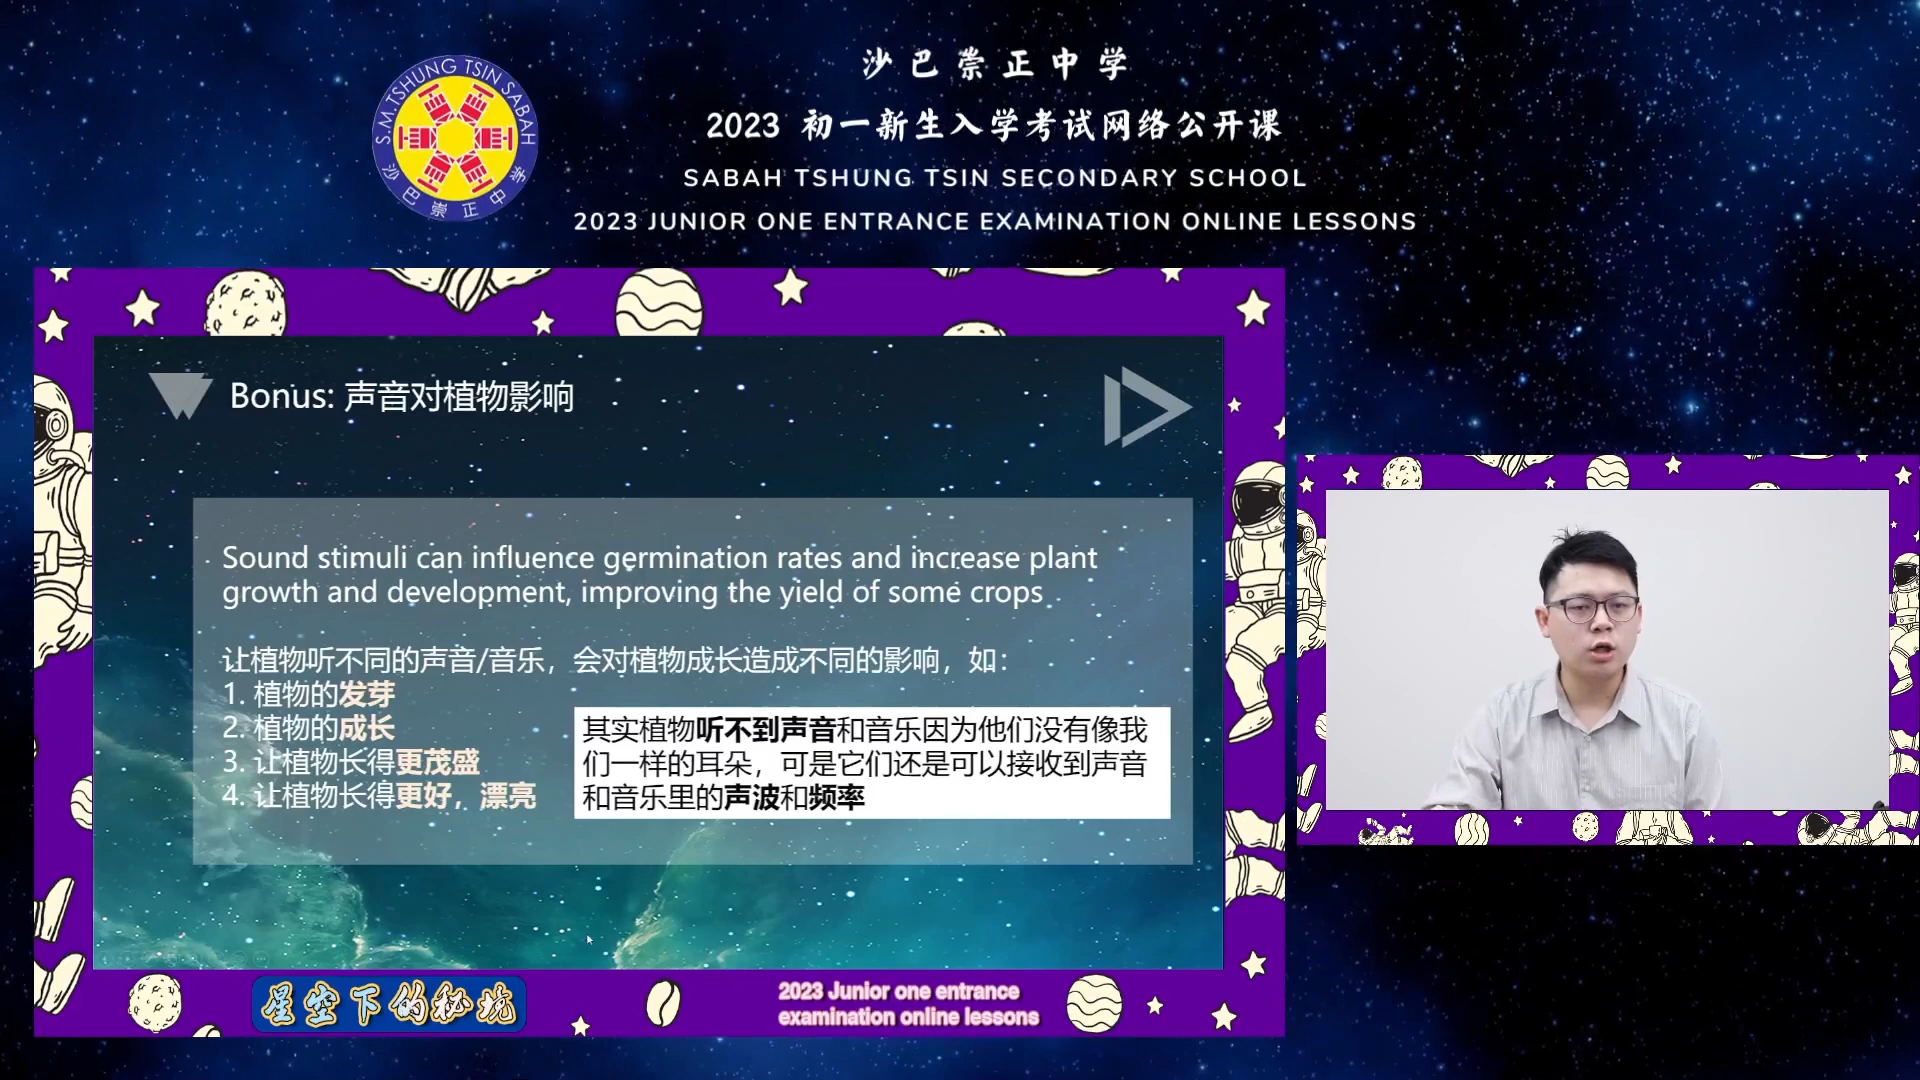 S.M. TSHUNG TSIN SABAH
沙巴崇正中学
沙巴崇正中学
2023 初一新生入学考试网络公开课
SABAH TSHUNG TSIN SECONDARY SCHOOL
2023 JUNIOR ONE ENTRANCE EXAMINATION ONLINE LESSONS
Bonus: 声音对植物影响
Sound stimuli can influence germination rates and increase plant
growth and development, improving the yield of some crops
让植物听不同的声音/音乐，会对植物成长造成不同的影响，如：
1. 植物的发芽
2. 植物的成长
3. 让植物长得更茂盛
4. 让植物长得更好，漂亮
其实植物听不到声音和音乐因为他们没有像我
们一样的耳朵，可是它们还是可以接收到声音
和音乐里的声波和频率
星空下的秘境
2023 Junior one entrance
examination online lessons